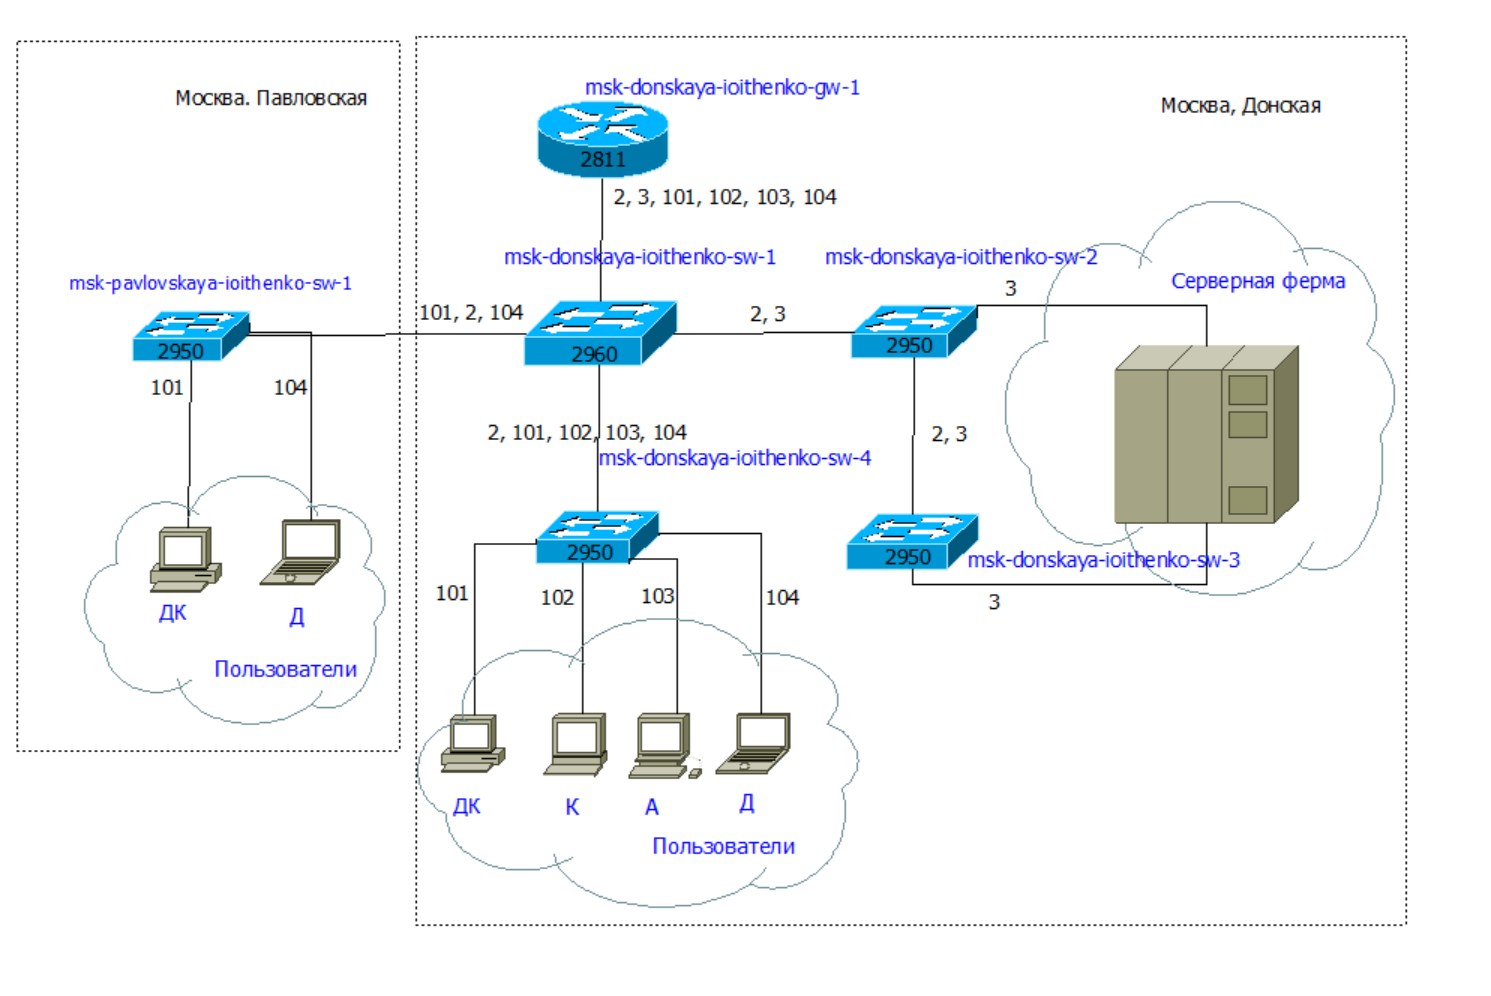 Москва. Павловская
msk-donskaya-ioithenko-gw-1
Москва, Донская
2811
2, 3, 101, 102, 103, 104
msk-donskaya-ioithenko-sw-1
msk-donskaya-ioithenko-sw-2
msk-pavlovskaya-ioithenko-sw-1
Серверная ферма
3
101, 2, 104
2, 3
2950
2960
2950
101
104
2, 101, 102, 103, 104
2, 3
msk-donskaya-ioithenko-sw-4
2950
2950
msk-donskaya-ioithenko-sw-3
101
102
103
104
3
ДК
Д
Пользователи
ДК
К
А
Д
Пользователи